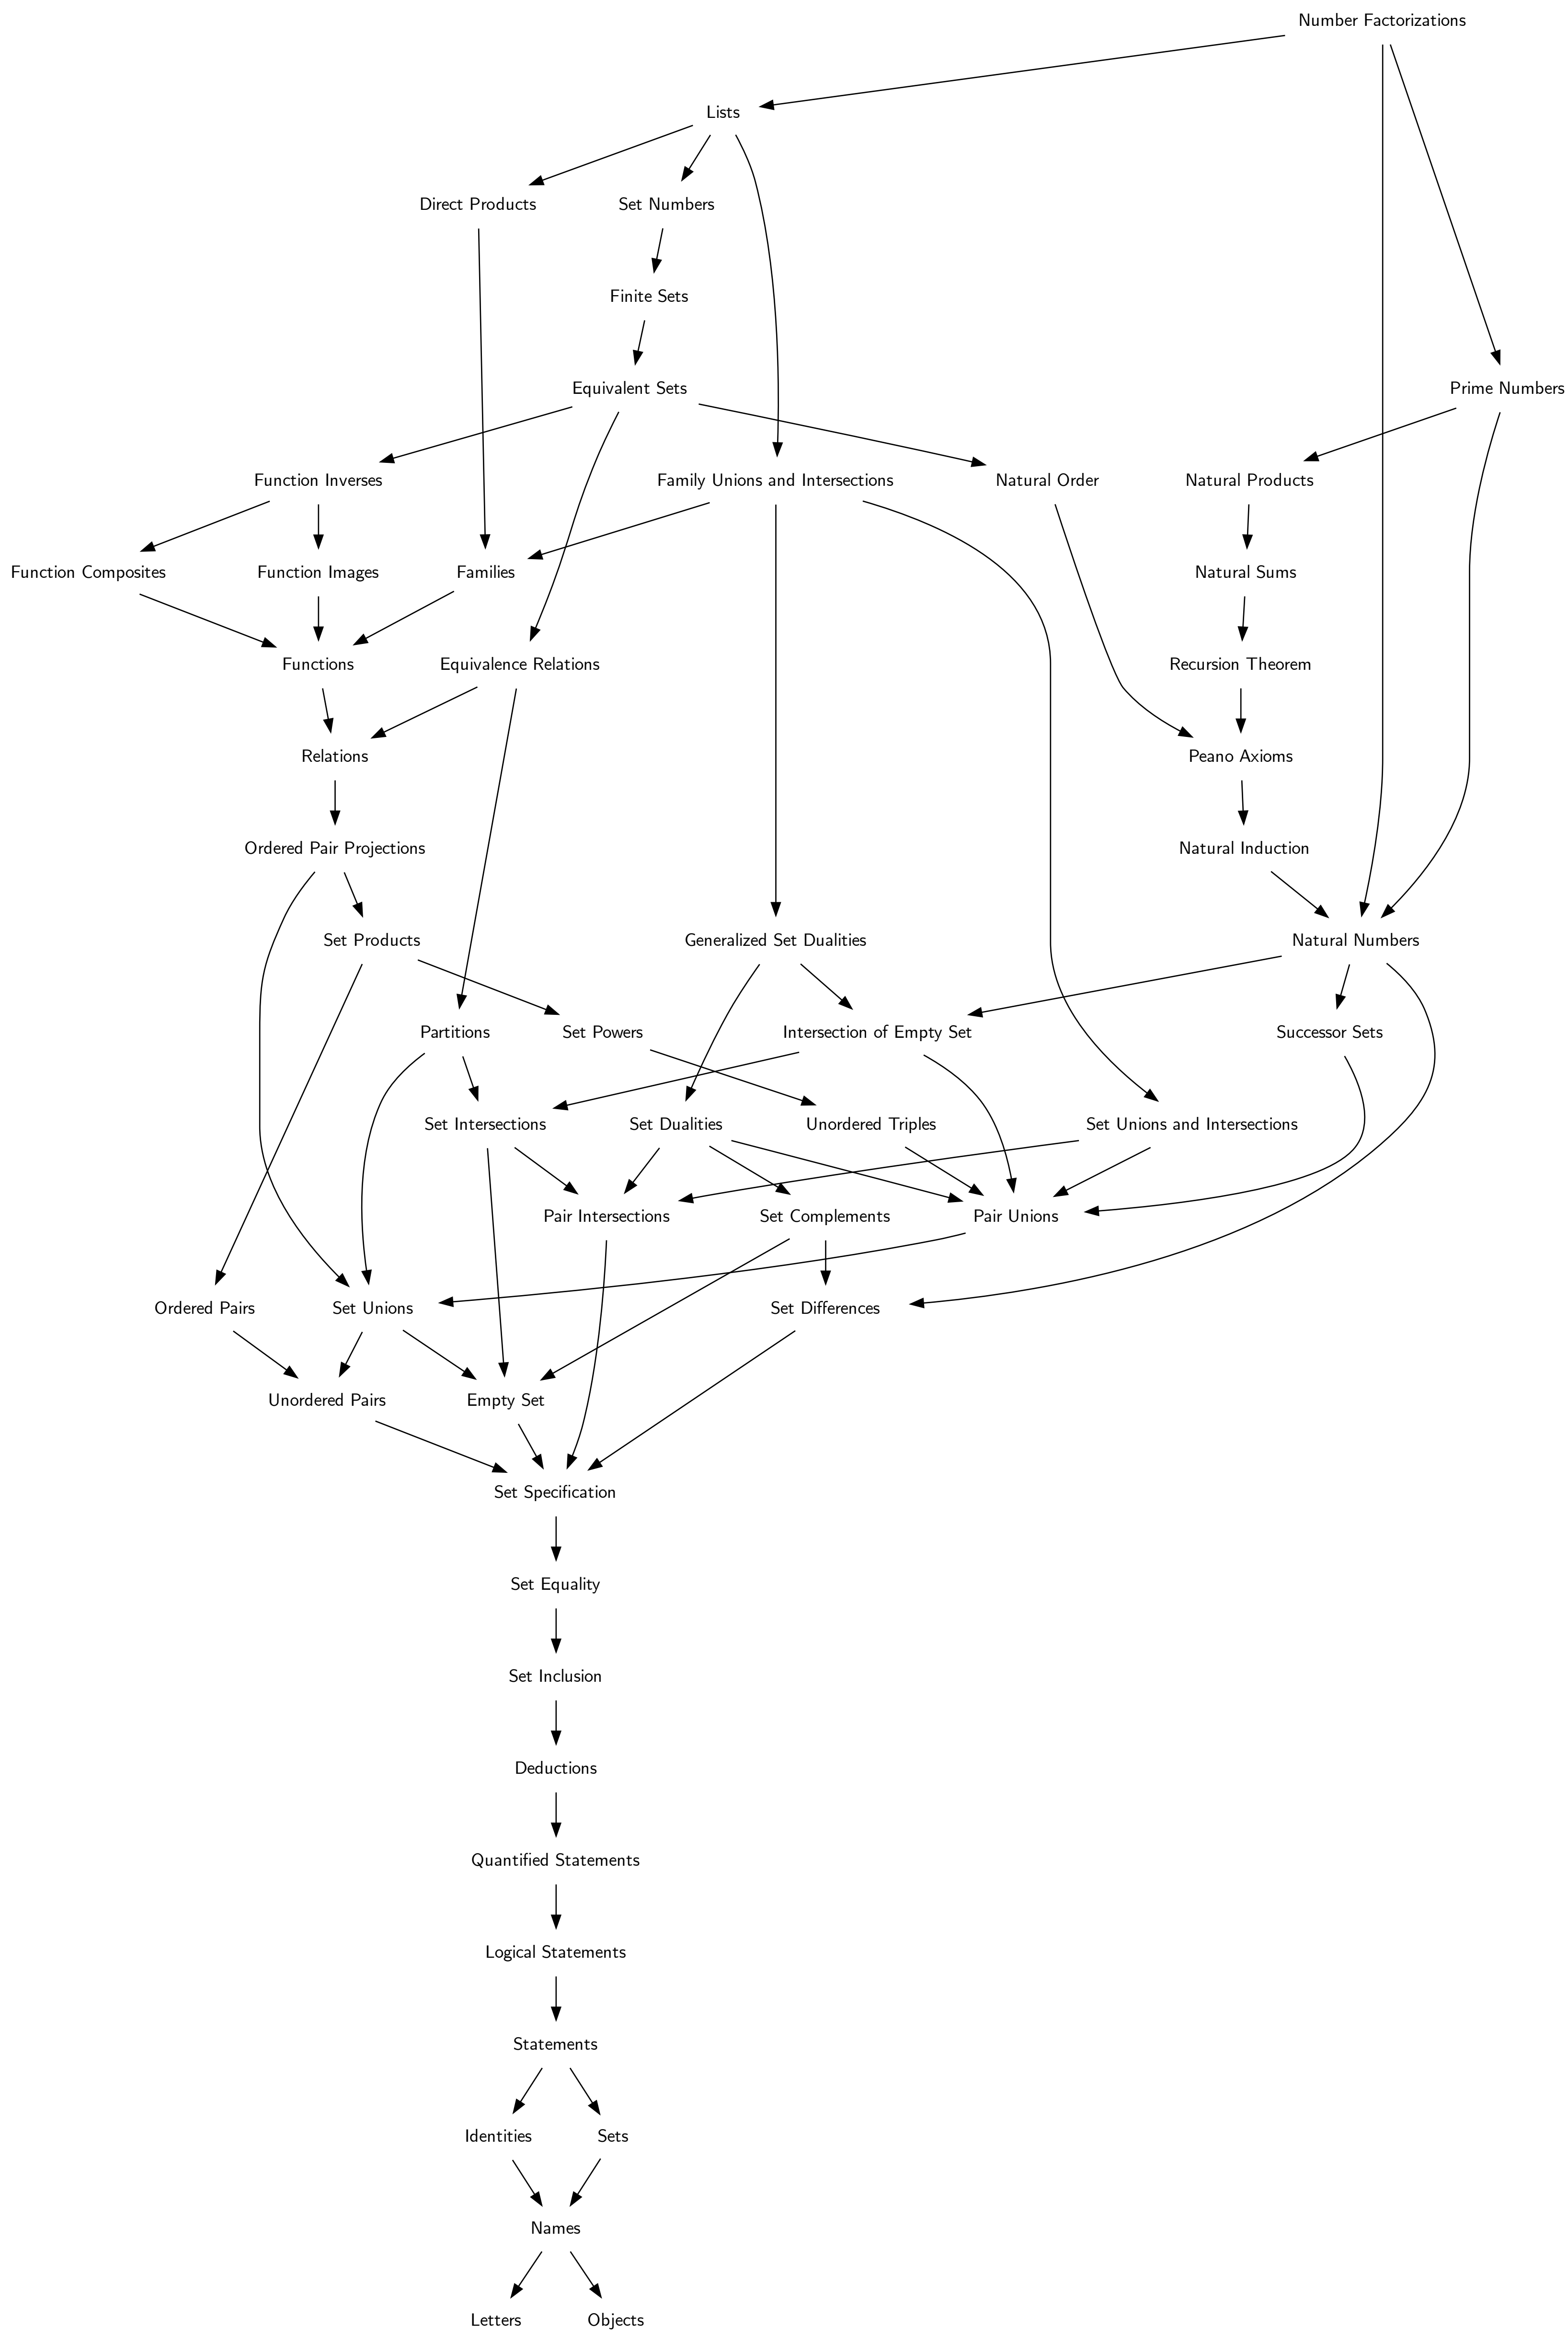 Number Factorizations
Lists
Direct Products
Set Numbers
Finite Sets
Equivalent Sets
Prime Numbers
Function Inverses
Family Unions and Intersections
Natural Order
Natural Products
Function Composites
Function Images
Families
Natural Sums
Functions
Equivalence Relations
Recursion Theorem
Relations
Peano Axioms
Ordered Pair Projections
Natural Induction
Set Products
Generalized Set Dualities
Natural Numbers
Partitions
Set Powers
Intersection of Empty Set
Successor Sets
Set Intersections
Set Dualities
Unordered Triples
Set Unions and Intersections
Pair Intersections
Set Complements
Pair Unions
Ordered Pairs
Set Unions
Set Differences
Unordered Pairs
Empty Set
Set Specification
Set Equality
Set Inclusion
Deductions
Quantified Statements
Logical Statements
Statements
Identities
Sets
Names
Letters
Objects